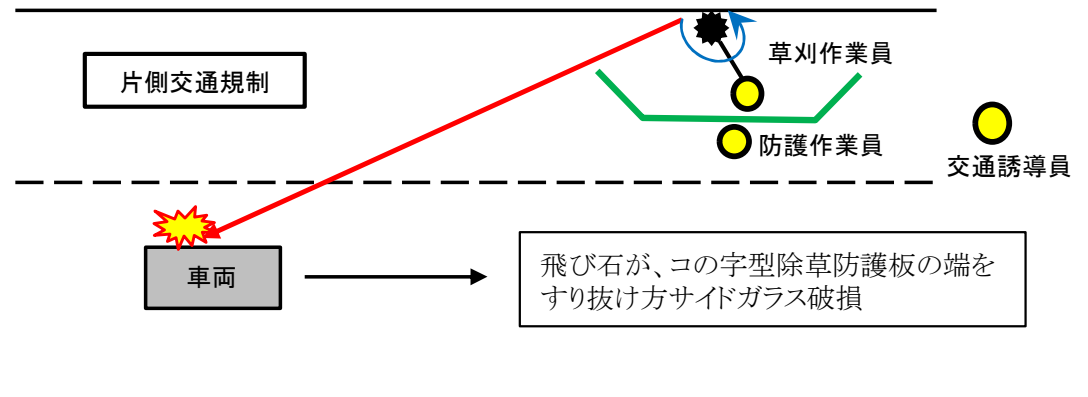 草刈作業員
片側交通規制
防護作業員
交通誘導員
車両
飛び石が、コの字型除草防護板の端を
すり抜け方サイドガラス破損